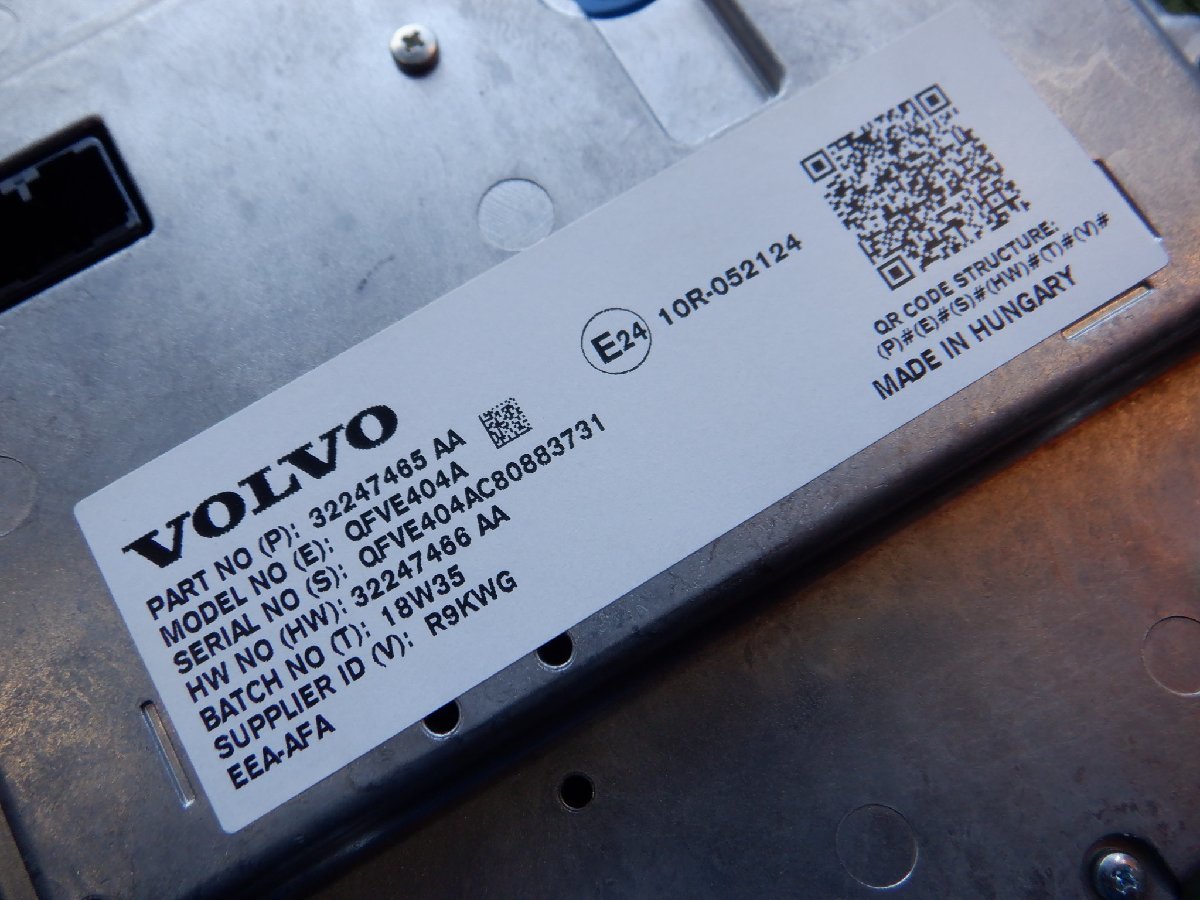 VOLVO
PART NO (P): 32247465 AA
MODEL NO (E): QFVE404A
SERIAL NO (S): QFVE404AC80883731
HW NO (HW): 32247466 AA
BATCH NO (T): 18W35
SUPPLIER ID (V): R9KWG
EEA-AFA
E24 10R-052124
QR CODE STRUCTURE:
(P)#(E)#(S)#(HW)#(T)#(V)#
MADE IN HUNGARY